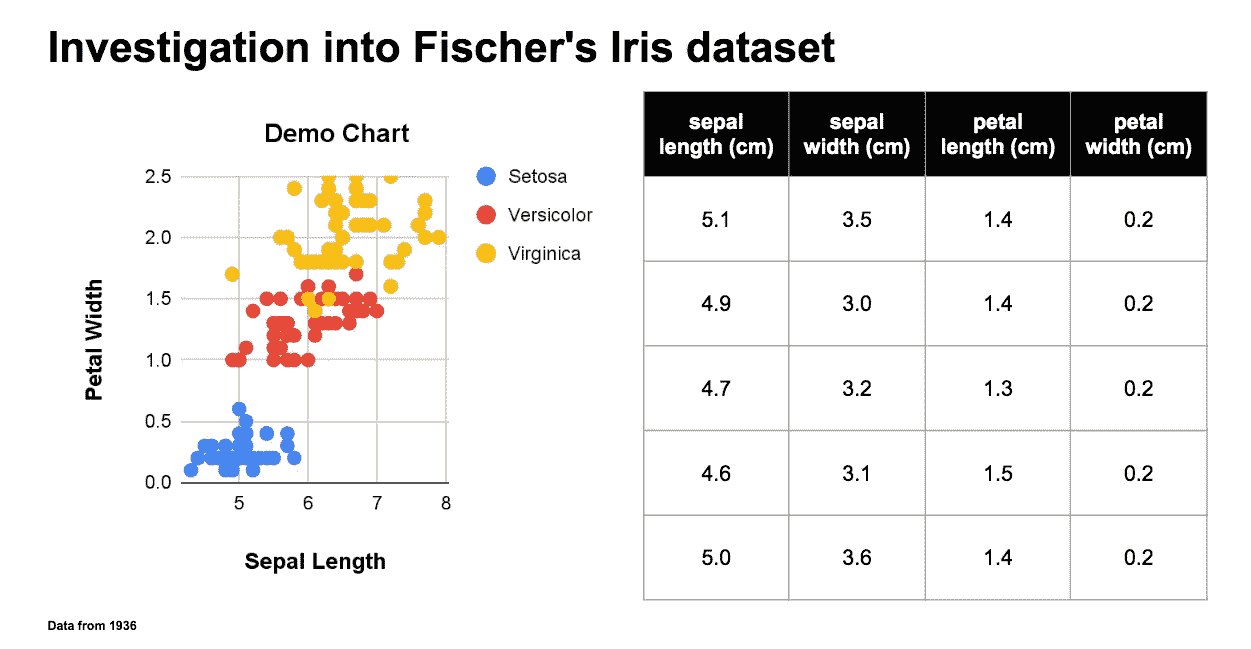 Investigation into Fischer's Iris dataset
Demo Chart
2.5
2.0
1.5
1.0
0.5
0.0
Petal Width
5 6 7 8
Sepal Length
Setosa
Versicolor
Virginica
sepal length (cm) sepal width (cm) petal length (cm) petal width (cm)
5.1 3.5 1.4 0.2
4.9 3.0 1.4 0.2
4.7 3.2 1.3 0.2
4.6 3.1 1.5 0.2
5.0 3.6 1.4 0.2
Data from 1936